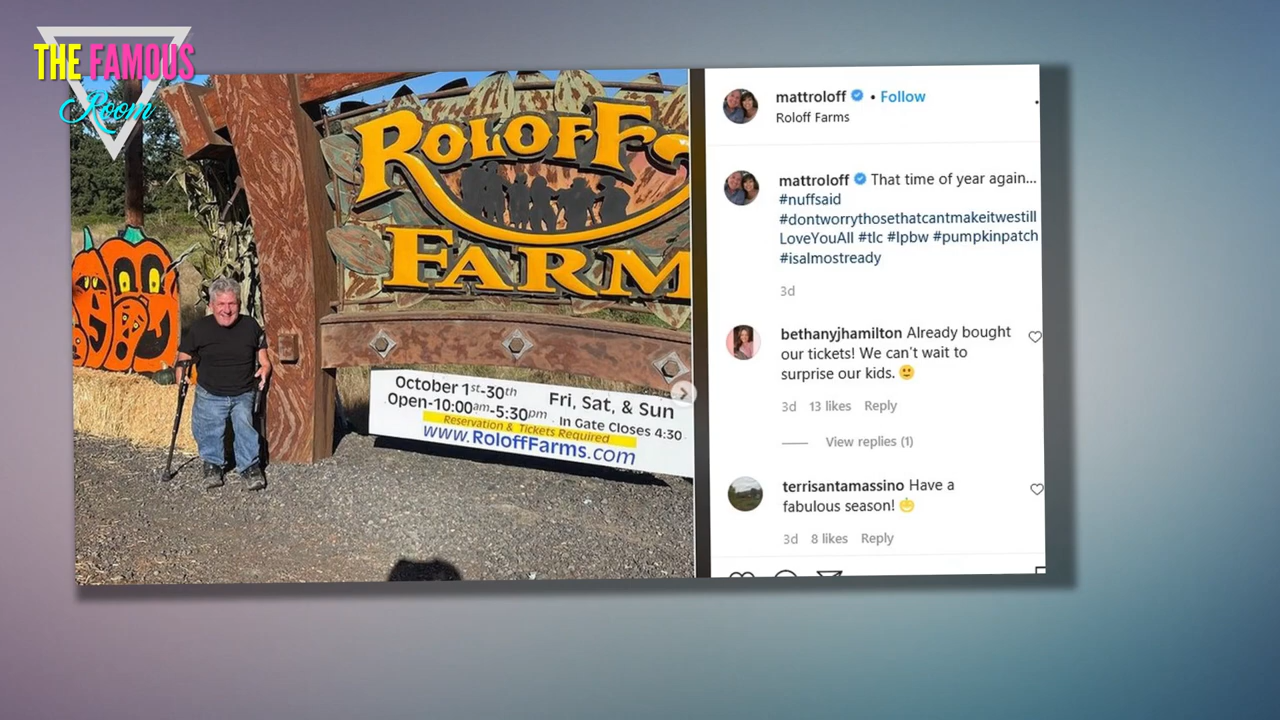 THE FAMOUS
Room
ROLOFF
FARM
October 1st-30th
Fri, Sat, & Sun
Open-10:00am-5:30pm
In Gate Closes 4:30
Reservation & Tickets Required
www.RoloffFarms.com
mattroloff • Follow
Roloff Farms
mattroloff That time of year again...
#nuffsaid
#dontworrythosethatcantmakeitwestill
LoveYouAll #tlc #lpbw #pumpkinpatch
#isalmostready
3d
bethanyjhamilton Already bought
our tickets! We can't wait to
surprise our kids. 🙂
3d 13 likes Reply
View replies (1)
terrisantamassino Have a
fabulous season! 🎃
3d 8 likes Reply